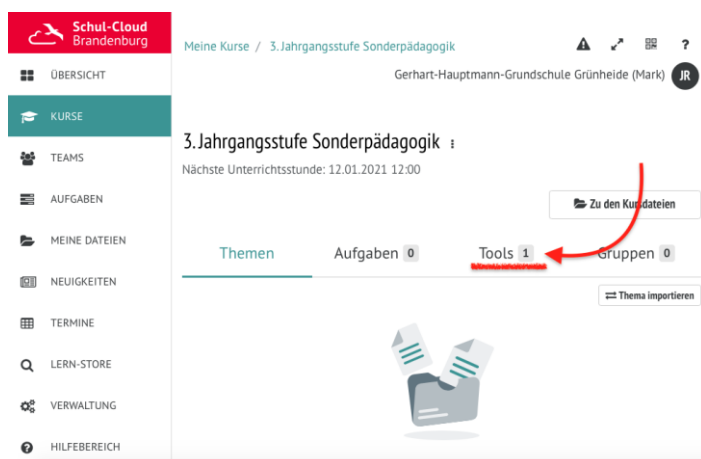 Schul-Cloud
Brandenburg
Meine Kurse / 3. Jahrgangsstufe Sonderpädagogik
?
Gerhart-Hauptmann-Grundschule Grünheide (Mark) JR
ÜBERSICHT
KURSE
TEAMS
AUFGABEN
MEINE DATEIEN
NEUIGKEITEN
TERMINE
LERN-STORE
VERWALTUNG
HILFEBEREICH
3. Jahrgangsstufe Sonderpädagogik
Nächste Unterrichtsstunde: 12.01.2021 12:00
Zu den Kursdateien
Themen Aufgaben 0 Tools 1 Gruppen 0
Thema importieren